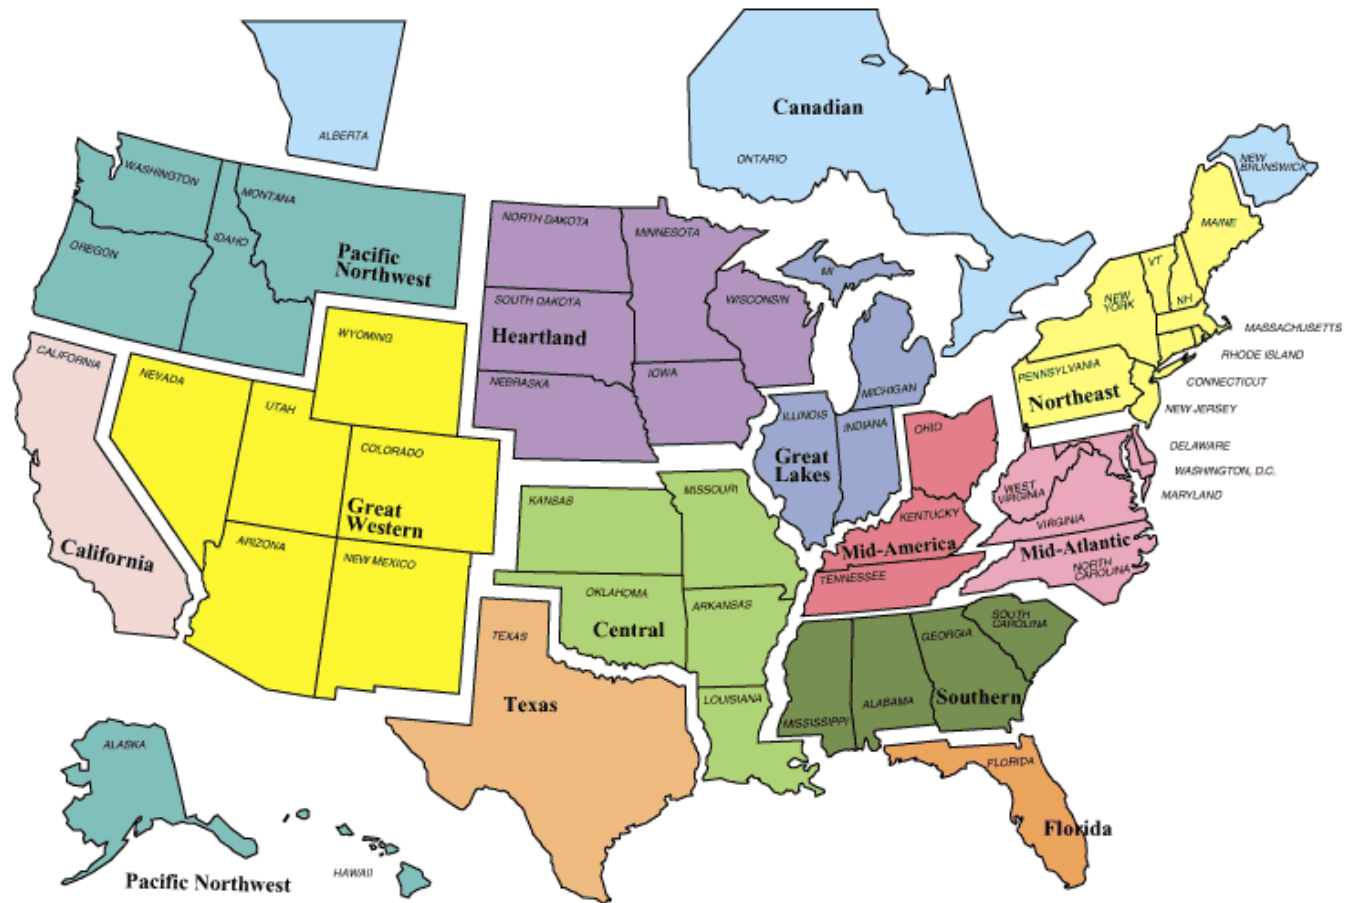 ALBERTA
Canadian
ONTARIO
NEW
BRUNSWICK
WASHINGTON
MONTANA
IDAHO
OREGON
Pacific
Northwest
NORTH DAKOTA
MINNESOTA
SOUTH DAKOTA
WISCONSIN
Heartland
NEBRASKA
IOWA
MI
MICHIGAN
MAINE
VT
NH
NEW
YORK
MASSACHUSETTS
RHODE ISLAND
CONNECTICUT
NEW JERSEY
PENNSYLVANIA
Northeast
DELAWARE
WASHINGTON, D.C.
MARYLAND
CALIFORNIA
California
NEVADA
UTAH
WYOMING
COLORADO
Great
Western
ARIZONA
NEW MEXICO
ILLINOIS
INDIANA
Great
Lakes
OHIO
KENTUCKY
Mid-America
TENNESSEE
WEST
VIRGINIA
VIRGINIA
Mid-Atlantic
NORTH
CAROLINA
KANSAS
MISSOURI
OKLAHOMA
ARKANSAS
Central
LOUISIANA
TEXAS
Texas
SOUTH
CAROLINA
GEORGIA
ALABAMA
MISSISSIPPI
Southern
FLORIDA
Florida
ALASKA
HAWAII
Pacific Northwest